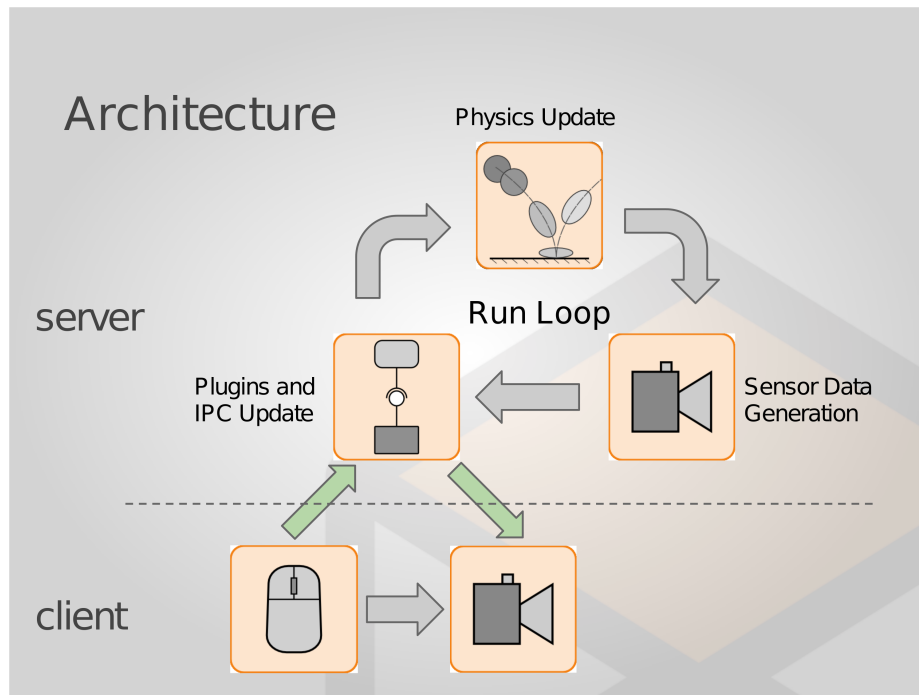 Architecture
Physics Update
server
Run Loop
Plugins and
IPC Update
Sensor Data
Generation
client